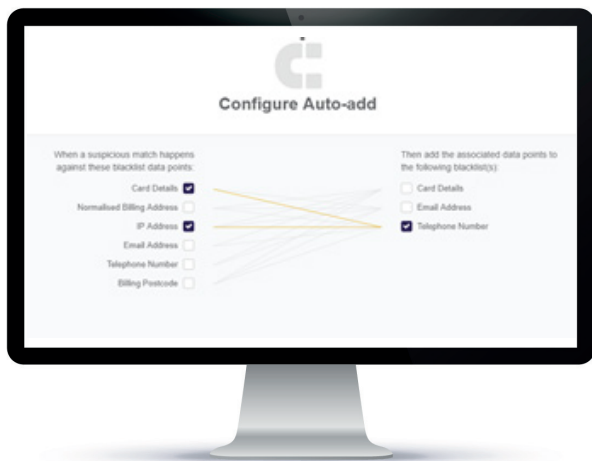 Configure Auto-add
When a suspicious match happens
against these blacklist data points:
Card Details
Normalised Billing Address
IP Address
Email Address
Telephone Number
Billing Postcode
Then add the associated data points to
the following blacklist(s):
Card Details
Email Address
Telephone Number